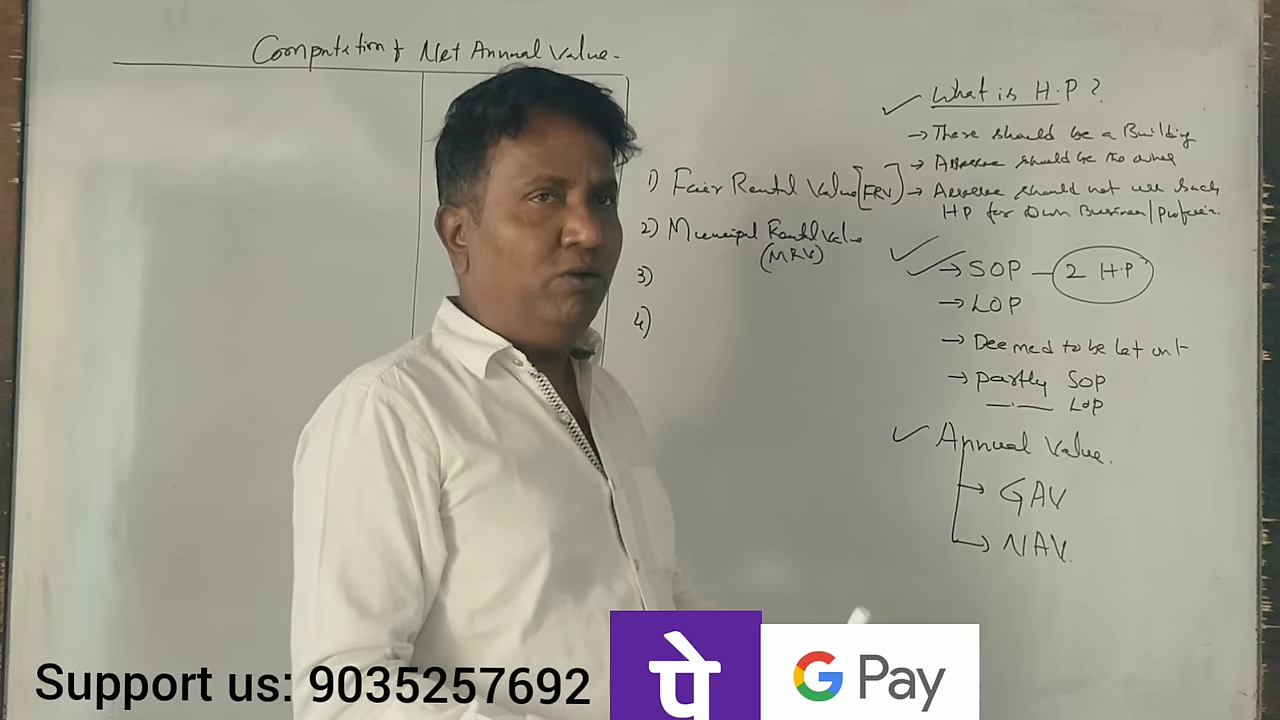 Computation of Net Annual Value.
1) Fair Rental Value [FRV]
2) Municipal Rental Value
(MRV)
3)
4)
What is H.P?
→ There should be a Building
→ Assessee should be the owner
→ Assessee should not use such
HP for Own Business/Profession.
→ SOP — 2 H.P
→ LOP
→ Deemed to be let out
→ Partly SOP
—·— LOP
Annual Value.
→ GAV
→ NAV.
Support us: 9035257692
पे
G Pay